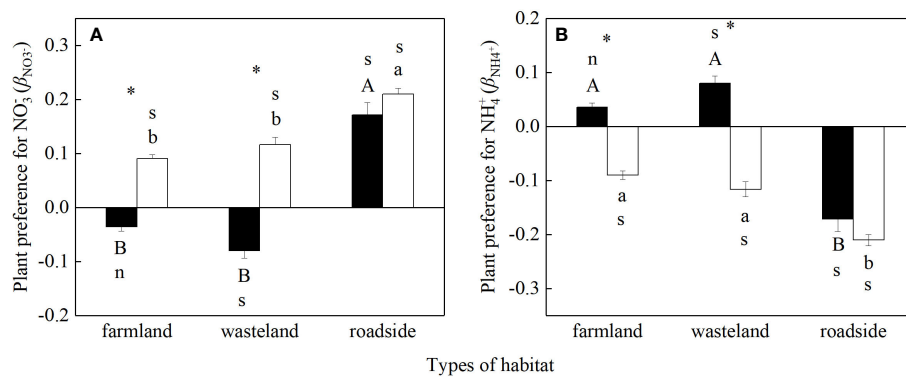 A
B
Plant preference for NO₃⁻ (β_NO3-)
0.3
0.2
0.1
0.0
-0.1
-0.2
*
s
b
B
n
*
s
b
B
s
s
A
s
a
farmland
wasteland
roadside
Plant preference for NH₄⁺ (β_NH4+)
0.2
0.1
0.0
-0.1
-0.2
-0.3
n
*
A
a
s
s
*
A
a
s
B
s
b
s
farmland
wasteland
roadside
Types of habitat